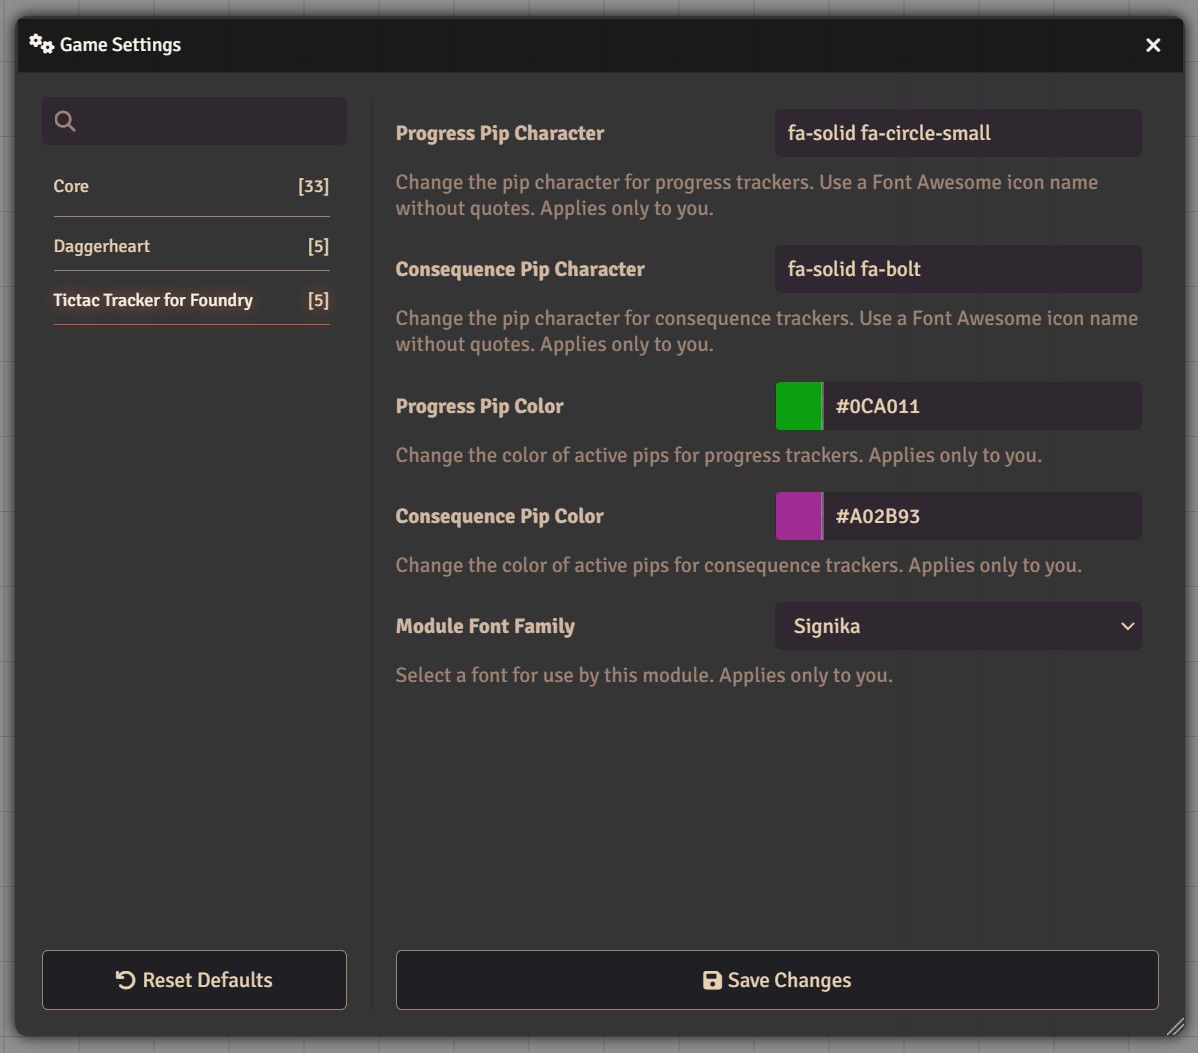 Game Settings
Core [33]
Daggerheart [5]
Tictac Tracker for Foundry [5]
Progress Pip Character fa-solid fa-circle-small
Change the pip character for progress trackers. Use a Font Awesome icon name
without quotes. Applies only to you.
Consequence Pip Character fa-solid fa-bolt
Change the pip character for consequence trackers. Use a Font Awesome icon name
without quotes. Applies only to you.
Progress Pip Color #0CA011
Change the color of active pips for progress trackers. Applies only to you.
Consequence Pip Color #A02B93
Change the color of active pips for consequence trackers. Applies only to you.
Module Font Family Signika
Select a font for use by this module. Applies only to you.
Reset Defaults
Save Changes